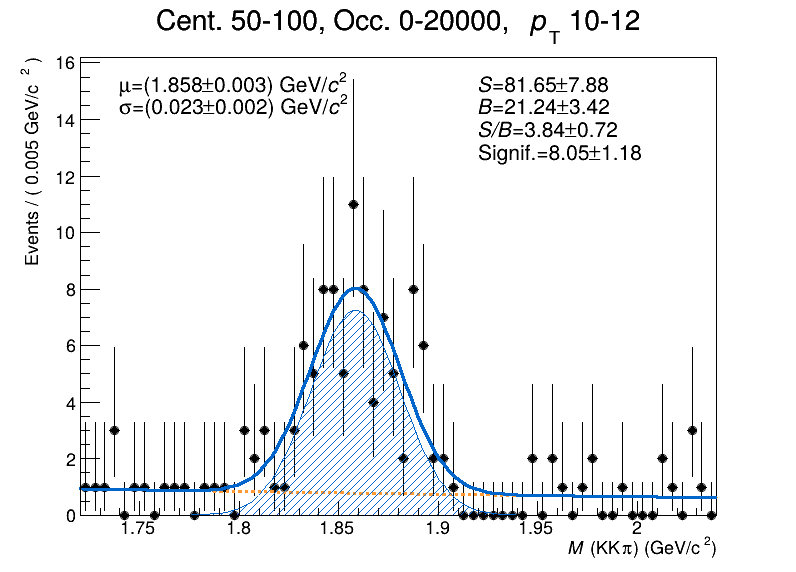 Cent. 50-100, Occ. 0-20000, pT 10-12
Events / ( 0.005 GeV/c² )
μ=(1.858±0.003) GeV/c²
σ=(0.023±0.002) GeV/c²
S=81.65±7.88
B=21.24±3.42
S/B=3.84±0.72
Signif.=8.05±1.18
16
14
12
10
8
6
4
2
0
1.75 1.8 1.85 1.9 1.95 2
M (KKπ) (GeV/c²)